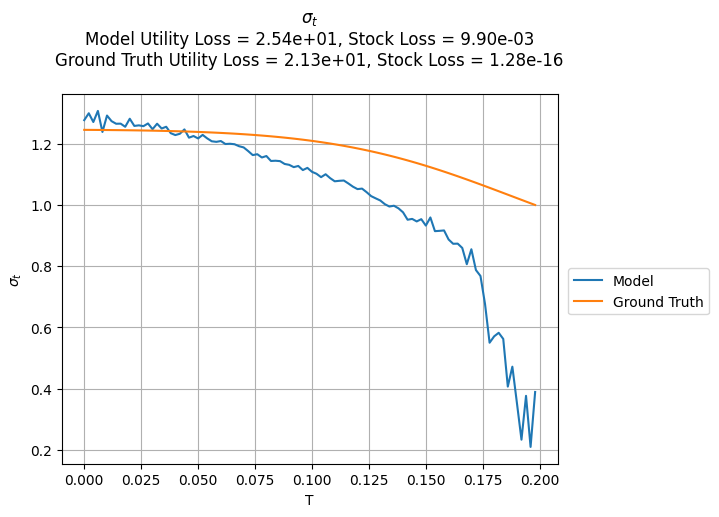 σₜ
Model Utility Loss = 2.54e+01, Stock Loss = 9.90e-03
Ground Truth Utility Loss = 2.13e+01, Stock Loss = 1.28e-16
1.2
1.0
0.8
0.6
0.4
0.2
σₜ
0.000 0.025 0.050 0.075 0.100 0.125 0.150 0.175 0.200
T
Model
Ground Truth